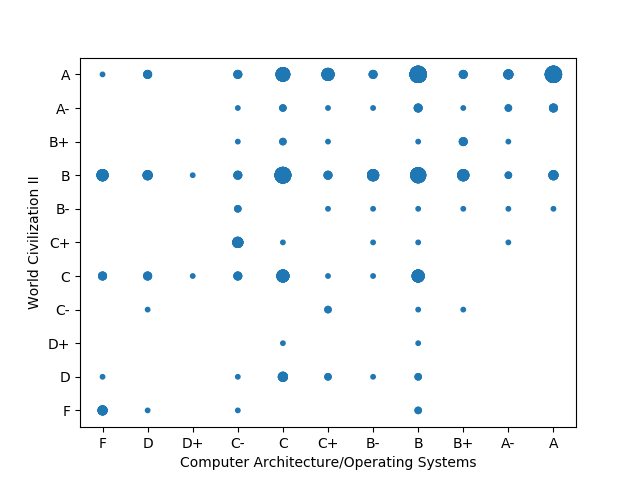 A
A-
B+
B
B-
C+
C
C-
D+
D
F
World Civilization II
F D D+ C- C C+ B- B B+ A- A
Computer Architecture/Operating Systems